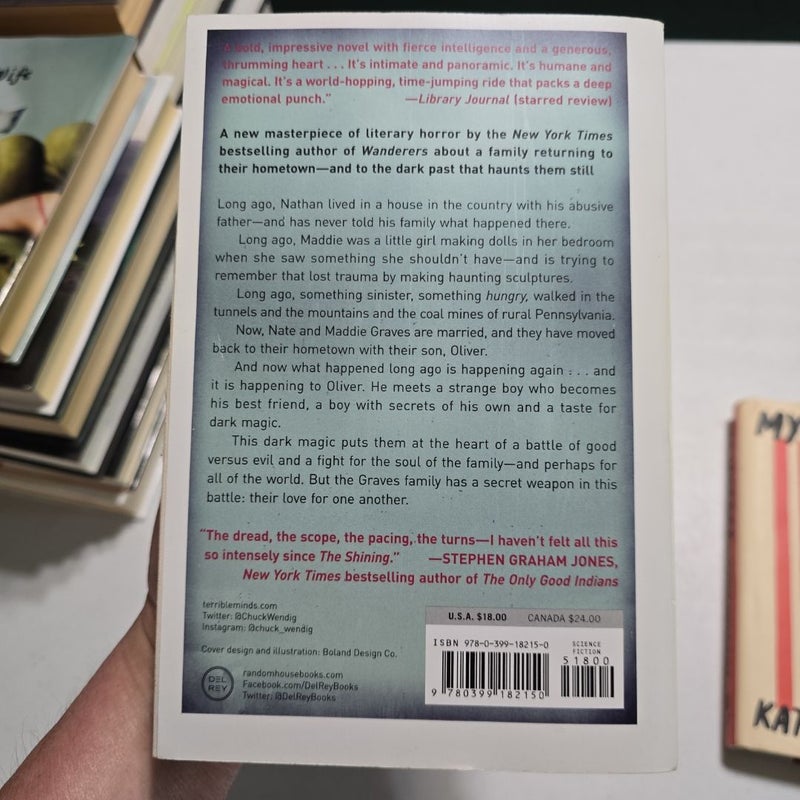 A bold, impressive novel with fierce intelligence and a generous,
thrumming heart . . . It's intimate and panoramic. It's humane and
magical. It's a world-hopping, time-jumping ride that packs a deep
emotional punch."   —Library Journal (starred review)
A new masterpiece of literary horror by the New York Times
bestselling author of Wanderers about a family returning to
their hometown—and to the dark past that haunts them still
Long ago, Nathan lived in a house in the country with his abusive
father—and has never told his family what happened there.
Long ago, Maddie was a little girl making dolls in her bedroom
when she saw something she shouldn't have—and is trying to
remember that lost trauma by making haunting sculptures.
Long ago, something sinister, something hungry, walked in the
tunnels and the mountains and the coal mines of rural Pennsylvania.
Now, Nate and Maddie Graves are married, and they have moved
back to their hometown with their son, Oliver.
And now what happened long ago is happening again . . . and
it is happening to Oliver. He meets a strange boy who becomes
his best friend, a boy with secrets of his own and a taste for
dark magic.
This dark magic puts them at the heart of a battle of good
versus evil and a fight for the soul of the family—and perhaps for
all of the world. But the Graves family has a secret weapon in this
battle: their love for one another.
"The dread, the scope, the pacing, the turns—I haven't felt all this
so intensely since The Shining."   —STEPHEN GRAHAM JONES,
New York Times bestselling author of The Only Good Indians
terribleminds.com
Twitter: @ChuckWendig
Instagram: @chuck_wendig
Cover design and illustration: Boland Design Co.
DEL
REY
randomhousebooks.com
Facebook.com/DelReyBooks
Twitter: @DelReyBooks
U.S.A. $18.00   CANADA $24.00
ISBN 978-0-399-18215-0
SCIENCE
FICTION
51800
9 780399 182150
Wife
MY
KAT